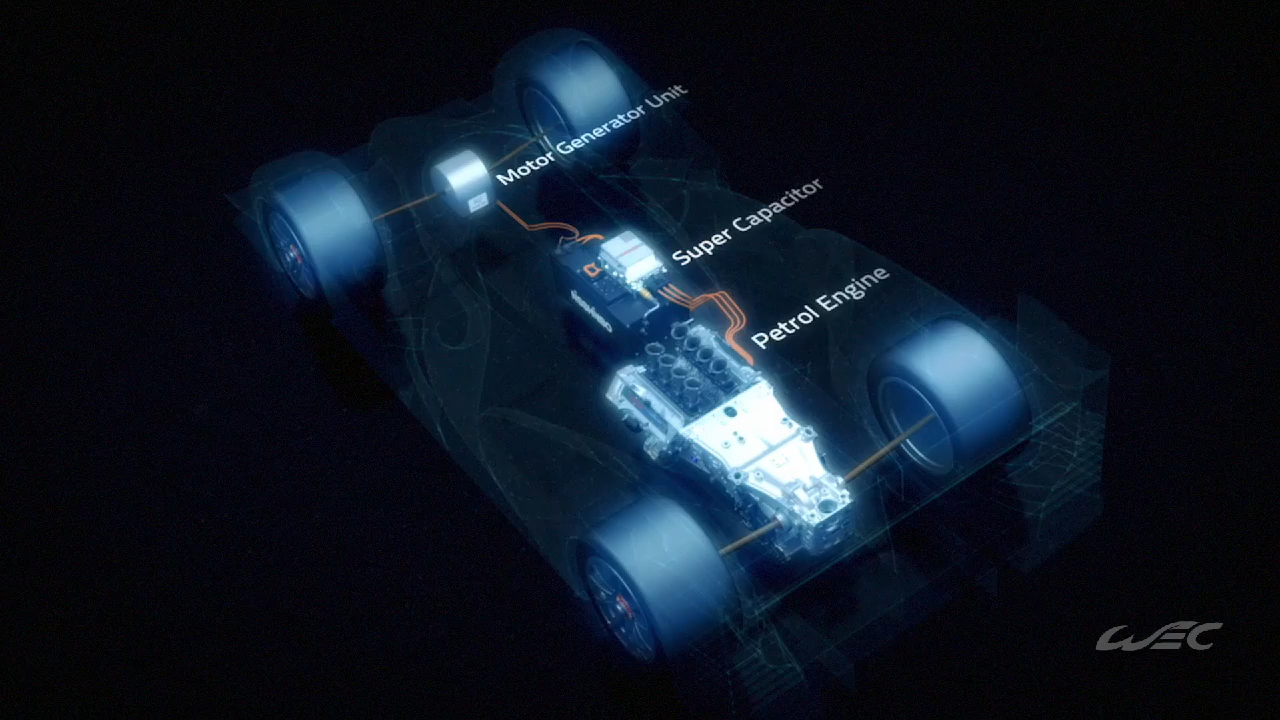 Motor Generator Unit
Super Capacitor
Petrol Engine
WEC